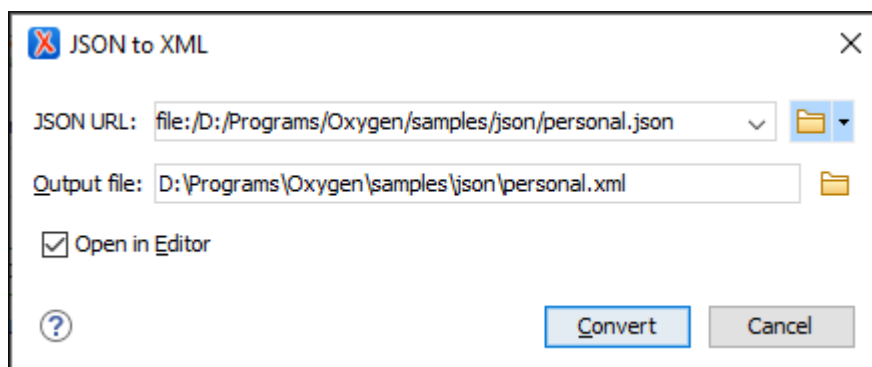 JSON to XML
JSON URL: file:/D:/Programs/Oxygen/samples/json/personal.json
Output file: D:\Programs\Oxygen\samples\json\personal.xml
Open in Editor
? Convert Cancel